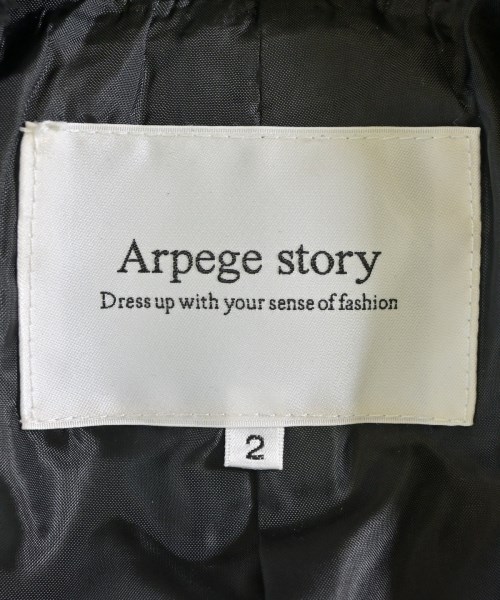 Arpege story
Dress up with your sense of fashion
2